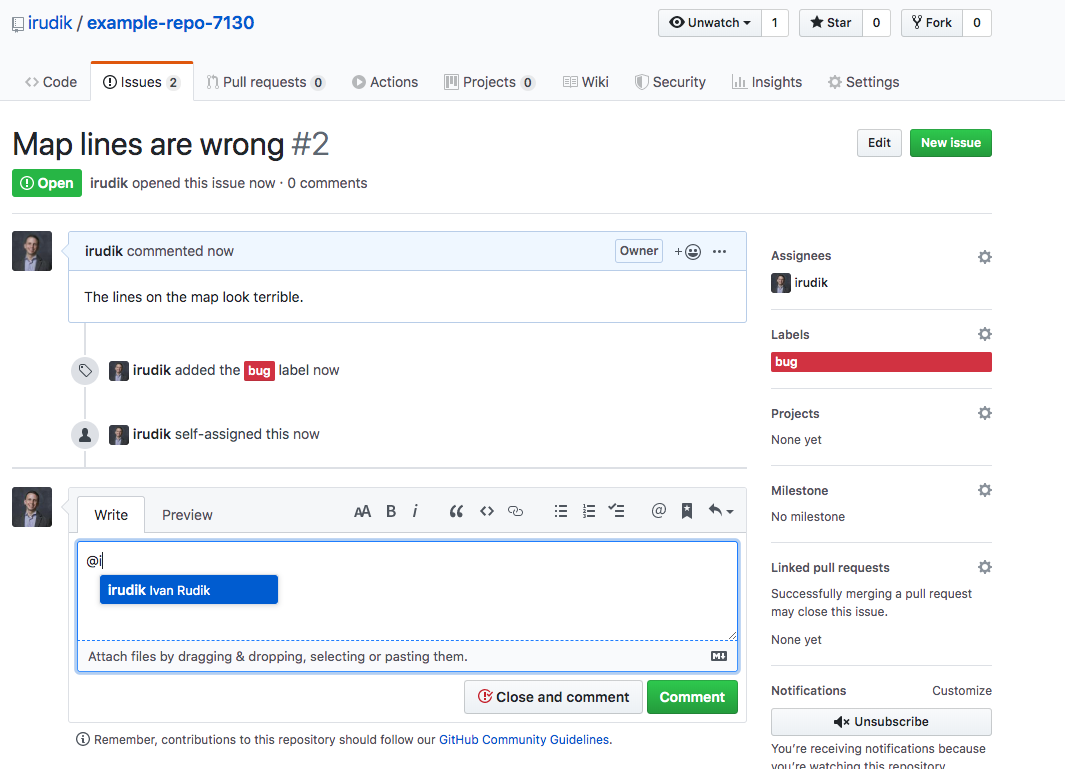 irudik / example-repo-7130
Unwatch 1 Star 0 Fork 0
Code Issues 2 Pull requests 0 Actions Projects 0 Wiki Security Insights Settings
Map lines are wrong #2
Edit New issue
Open irudik opened this issue now · 0 comments
irudik commented now Owner
The lines on the map look terrible.
irudik added the bug label now
irudik self-assigned this now
Write Preview
@i
irudik Ivan Rudik
Attach files by dragging & dropping, selecting or pasting them.
Close and comment Comment
Remember, contributions to this repository should follow our GitHub Community Guidelines.
Assignees
irudik
Labels
bug
Projects
None yet
Milestone
No milestone
Linked pull requests
Successfully merging a pull request
may close this issue.
None yet
Notifications Customize
Unsubscribe
You're receiving notifications because
you're watching this repository.